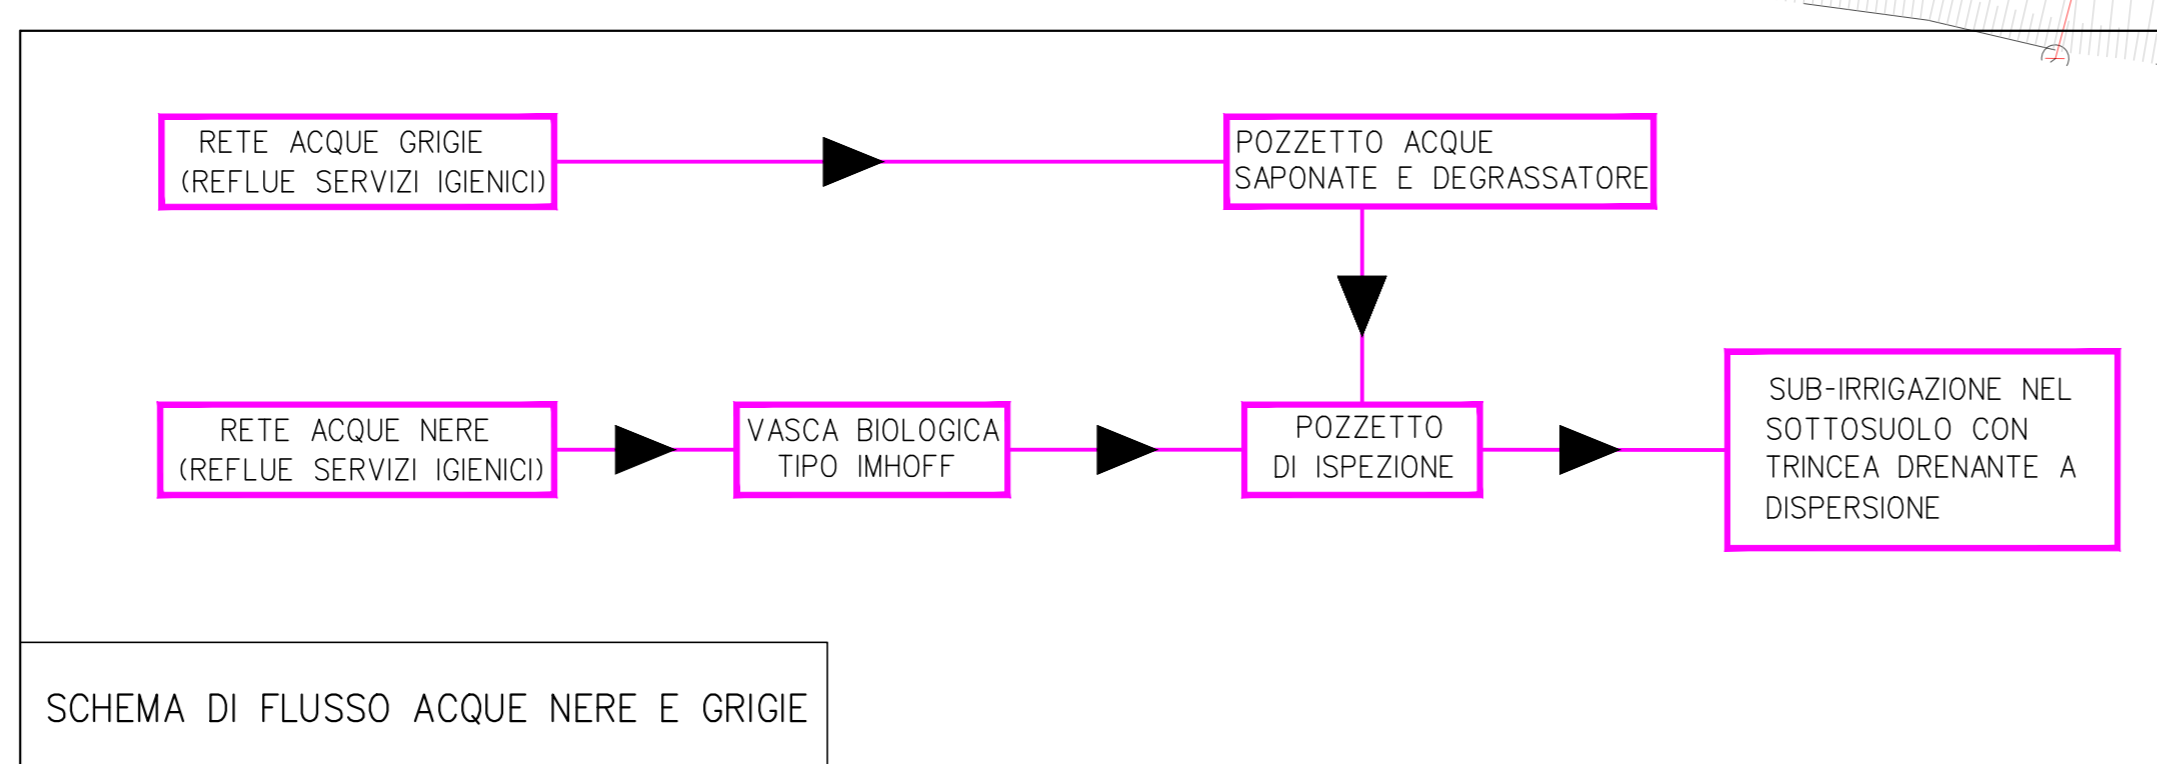 RETE ACQUE GRIGIE
(REFLUE SERVIZI IGIENICI)
POZZETTO ACQUE
SAPONATE E DEGRASSATORE
RETE ACQUE NERE
(REFLUE SERVIZI IGIENICI)
VASCA BIOLOGICA
TIPO IMHOFF
POZZETTO
DI ISPEZIONE
SUB-IRRIGAZIONE NEL
SOTTOSUOLO CON
TRINCEA DRENANTE A
DISPERSIONE
SCHEMA DI FLUSSO ACQUE NERE E GRIGIE